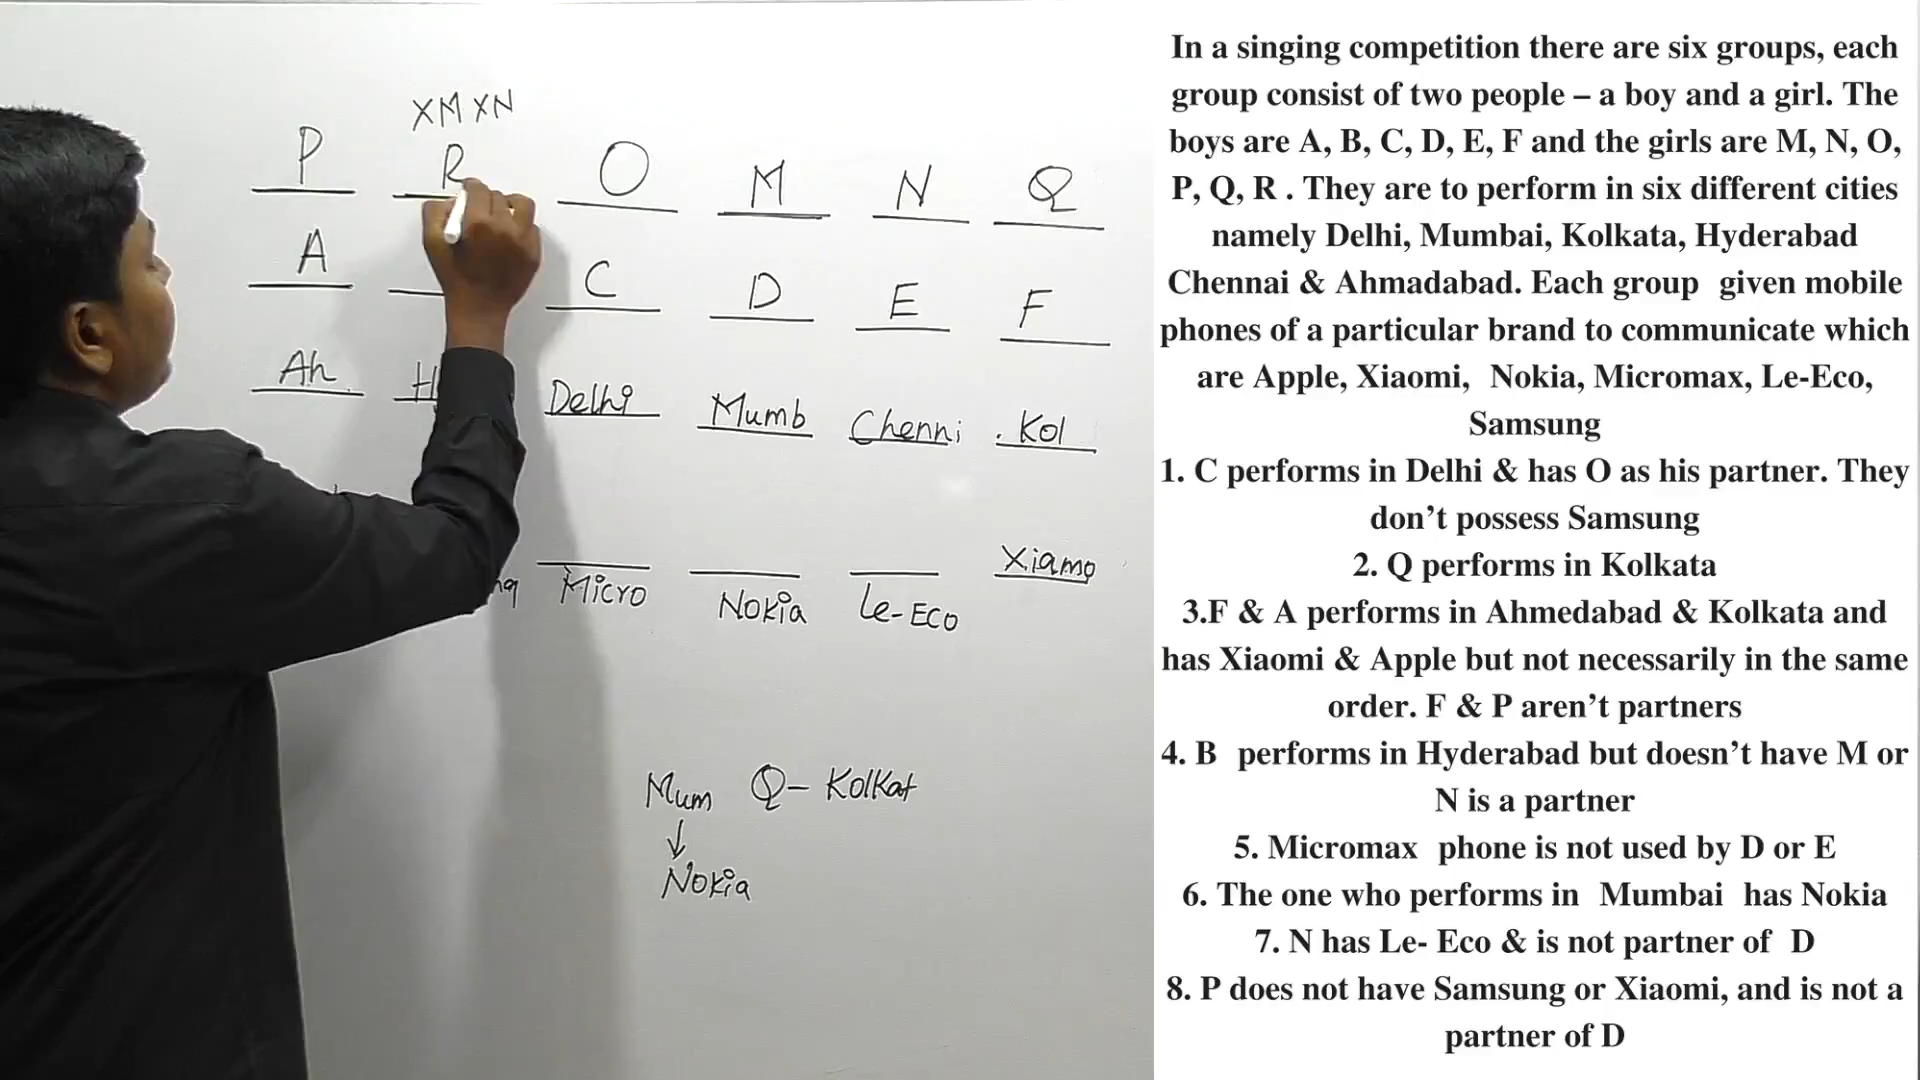 XM XN
P R O M N Q
A C D E F
Ah Delhi Mumb Chenni Kol
Xiamo
Micro Nokia Le-Eco
Mum Q- Kolkat
↓
Nokia
In a singing competition there are six groups, each
group consist of two people – a boy and a girl. The
boys are A, B, C, D, E, F and the girls are M, N, O,
P, Q, R . They are to perform in six different cities
namely Delhi, Mumbai, Kolkata, Hyderabad
Chennai & Ahmadabad. Each group given mobile
phones of a particular brand to communicate which
are Apple, Xiaomi, Nokia, Micromax, Le-Eco,
Samsung
1. C performs in Delhi & has O as his partner. They
don’t possess Samsung
2. Q performs in Kolkata
3.F & A performs in Ahmedabad & Kolkata and
has Xiaomi & Apple but not necessarily in the same
order. F & P aren’t partners
4. B performs in Hyderabad but doesn’t have M or
N is a partner
5. Micromax phone is not used by D or E
6. The one who performs in Mumbai has Nokia
7. N has Le- Eco & is not partner of D
8. P does not have Samsung or Xiaomi, and is not a
partner of D